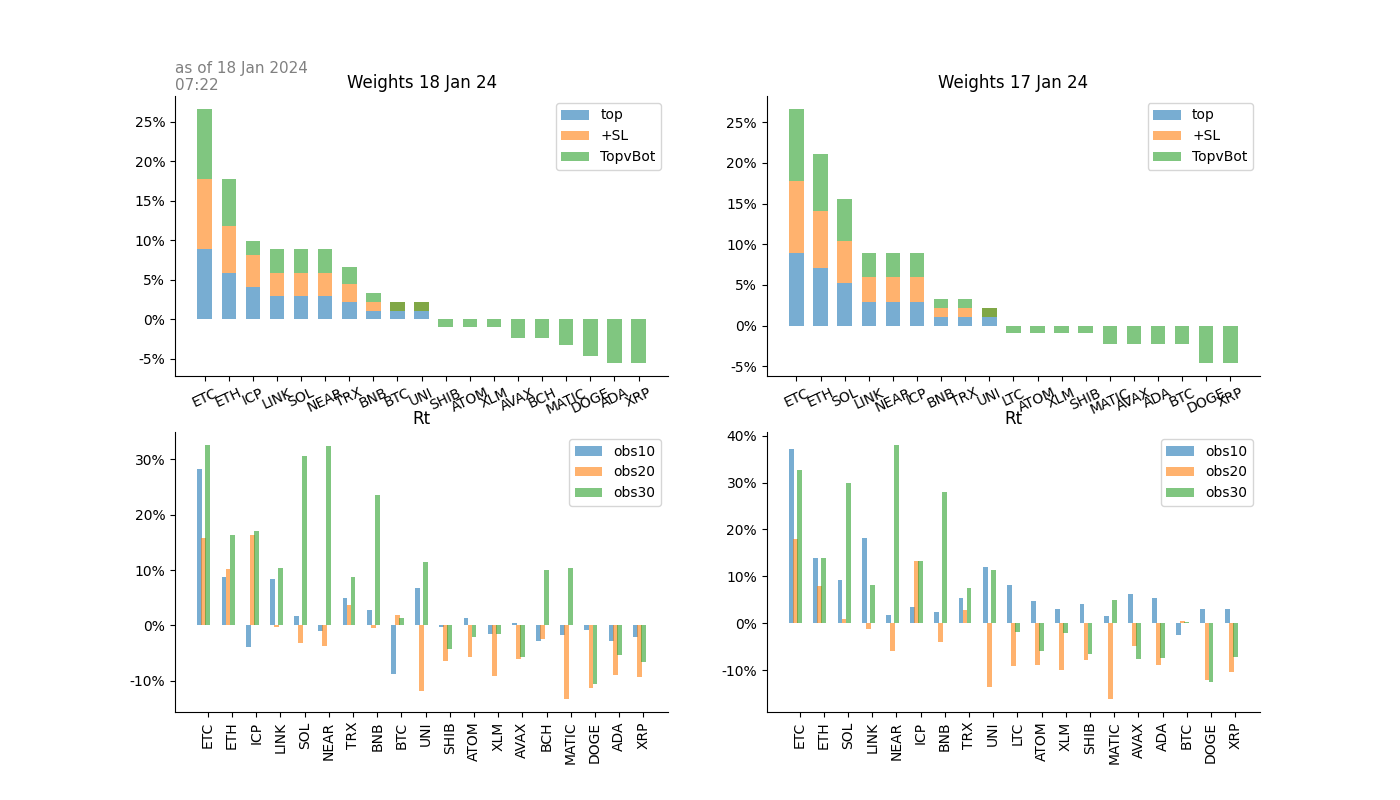 as of 18 Jan 2024
07:22
Weights 18 Jan 24
top
+SL
TopvBot
25%
20%
15%
10%
5%
0%
-5%
ETC ETH ICP LINK SOL NEAR TRX BNB BTC UNI SHIB ATOM XLM AVAX BCH MATIC DOGE ADA XRP
Weights 17 Jan 24
top
+SL
TopvBot
25%
20%
15%
10%
5%
0%
-5%
ETC ETH SOL LINK NEAR ICP BNB TRX UNI LTC ATOM XLM SHIB MATIC AVAX ADA BTC DOGE XRP
Rt
obs10
obs20
obs30
30%
20%
10%
0%
-10%
ETC ETH ICP LINK SOL NEAR TRX BNB BTC UNI SHIB ATOM XLM AVAX BCH MATIC DOGE ADA XRP
Rt
obs10
obs20
obs30
40%
30%
20%
10%
0%
-10%
ETC ETH SOL LINK NEAR ICP BNB TRX UNI LTC ATOM XLM SHIB MATIC AVAX ADA BTC DOGE XRP